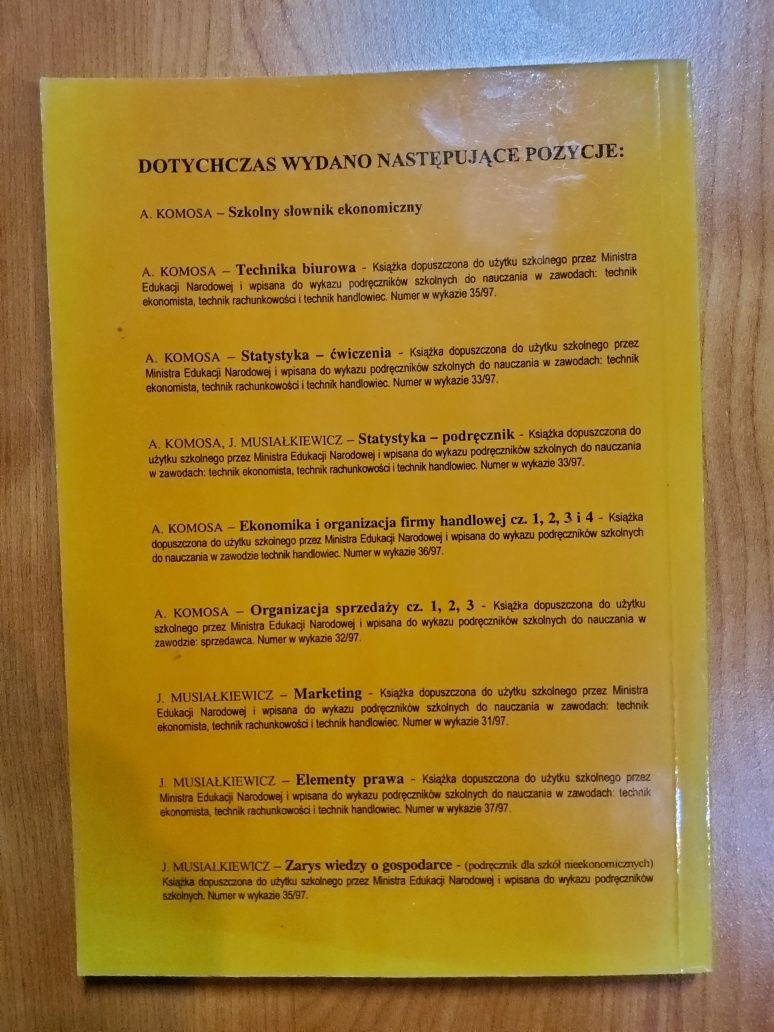 DOTYCHCZAS WYDANO NASTĘPUJĄCE POZYCJE:
A. KOMOSA – Szkolny słownik ekonomiczny
A. KOMOSA – Technika biurowa - Książka dopuszczona do użytku szkolnego przez Ministra
Edukacji Narodowej i wpisana do wykazu podręczników szkolnych do nauczania w zawodach: technik
ekonomista, technik rachunkowości i technik handlowiec. Numer w wykazie 35/97.
A. KOMOSA – Statystyka – ćwiczenia - Książka dopuszczona do użytku szkolnego przez
Ministra Edukacji Narodowej i wpisana do wykazu podręczników szkolnych do nauczania w zawodach: technik
ekonomista, technik rachunkowości i technik handlowiec. Numer w wykazie 33/97.
A. KOMOSA, J. MUSIAŁKIEWICZ – Statystyka – podręcznik - Książka dopuszczona do
użytku szkolnego przez Ministra Edukacji Narodowej i wpisana do wykazu podręczników szkolnych do nauczania
w zawodach: technik ekonomista, technik rachunkowości i technik handlowiec. Numer w wykazie 33/97.
A. KOMOSA – Ekonomika i organizacja firmy handlowej cz. 1, 2, 3 i 4 - Książka
dopuszczona do użytku szkolnego przez Ministra Edukacji Narodowej i wpisana do wykazu podręczników szkolnych
do nauczania w zawodzie technik handlowiec. Numer w wykazie 36/97.
A. KOMOSA – Organizacja sprzedaży cz. 1, 2, 3 - Książka dopuszczona do użytku
szkolnego przez Ministra Edukacji Narodowej i wpisana do wykazu podręczników szkolnych do nauczania w
zawodzie: sprzedawca. Numer w wykazie 32/97.
J. MUSIAŁKIEWICZ – Marketing - Książka dopuszczona do użytku szkolnego przez Ministra
Edukacji Narodowej i wpisana do wykazu podręczników szkolnych do nauczania w zawodach: technik
ekonomista, technik rachunkowości i technik handlowiec. Numer w wykazie 31/97.
J. MUSIAŁKIEWICZ – Elementy prawa - Książka dopuszczona do użytku szkolnego przez
Ministra Edukacji Narodowej i wpisana do wykazu podręczników szkolnych do nauczania w zawodach: technik
ekonomista, technik rachunkowości i technik handlowiec. Numer w wykazie 37/97.
J. MUSIAŁKIEWICZ – Zarys wiedzy o gospodarce - (podręcznik dla szkół nieekonomicznych)
Książka dopuszczona do użytku szkolnego przez Ministra Edukacji Narodowej i wpisana do wykazu podręczników
szkolnych. Numer w wykazie 35/97.